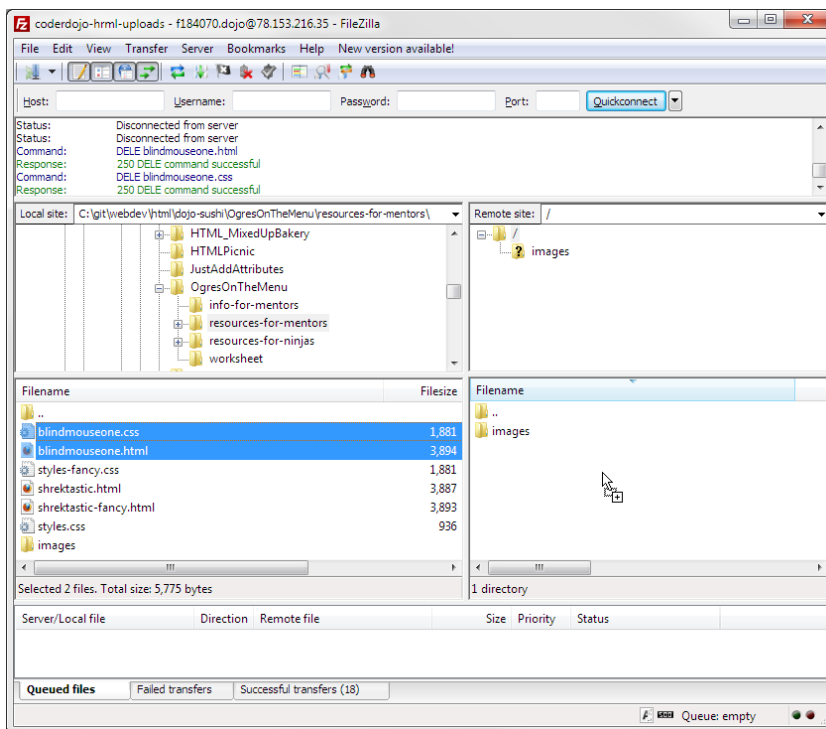 coderdojo-hrml-uploads - f184070.dojo@78.153.216.35 - FileZilla
File Edit View Transfer Server Bookmarks Help New version available!
Host: Username: Password: Port: Quickconnect
Status: Disconnected from server
Status: Disconnected from server
Command: DELE blindmouseone.html
Response: 250 DELE command successful
Command: DELE blindmouseone.css
Response: 250 DELE command successful
Local site: C:\git\webdev\html\dojo-sushi\OgresOnTheMenu\resources-for-mentors\
HTML_MixedUpBakery
HTMLPicnic
JustAddAttributes
OgresOnTheMenu
info-for-mentors
resources-for-mentors
resources-for-ninjas
worksheet
Remote site: /
/
? images
Filename Filesize
..
blindmouseone.css 1,881
blindmouseone.html 3,894
styles-fancy.css 1,881
shrektastic.html 3,887
shrektastic-fancy.html 3,893
styles.css 936
images
Selected 2 files. Total size: 5,775 bytes
Filename
..
images
1 directory
Server/Local file Direction Remote file Size Priority Status
Queued files Failed transfers Successful transfers (18)
Queue: empty